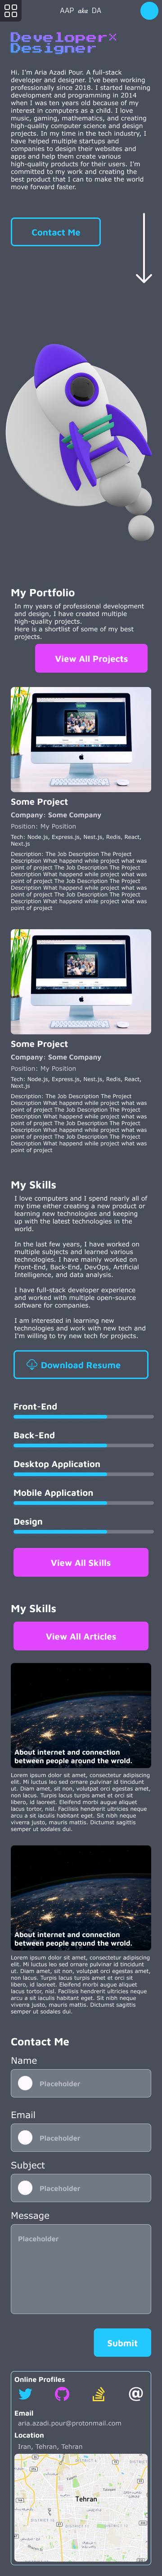 AAP aka DA
Developer×
Designer
Hi. I'm Aria Azadi Pour. A full-stack
developer and designer. I've been working
professionally since 2018. I started learning
development and programing in 2014
when I was ten years old because of my
interest in computers as a child. I love
music, gaming, mathematics, and creating
high-quality computer science and design
projects. In my time in the tech industry, I
have helped multiple startups and
companies to design their websites and
apps and help them create various
high-quality projects for their users. I'm
committed to my work and creating the
best product that I can to make the world
move forward faster.
Contact Me
My Portfolio
In my years of professional development
and design, I have created multiple
high-quality projects.
Here is a shortlist of some of my best
projects.
View All Projects
Some Project
Company: Some Company
Position: My Position
Tech: Node.js, Express.js, Nest.js, Redis, React,
Next.js
Description: The Job Description The Project
Description What happend while project what was
point of project The Job Description The Project
Description What happend while project what was
point of project The Job Description The Project
Description What happend while project what was
point of project The Job Description The Project
Description What happend while project what was
point of project
Some Project
Company: Some Company
Position: My Position
Tech: Node.js, Express.js, Nest.js, Redis, React,
Next.js
Description: The Job Description The Project
Description What happend while project what was
point of project The Job Description The Project
Description What happend while project what was
point of project The Job Description The Project
Description What happend while project what was
point of project The Job Description The Project
Description What happend while project what was
point of project
My Skills
I love computers and I spend nearly all of
my time either creating a new product or
learning new technologies and keeping
up with the latest technologies in the
world.
In the last few years, I have worked on
multiple subjects and learned various
technologies. I have mainly worked on
Front-End, Back-End, DevOps, Artificial
Intelligence, and data analysis.
I have full-stack developer experience
and worked with multiple open-source
software for companies.
I am interested in learning new
technologies and work with new tech and
I'm willing to try new tech for projects.
Download Resume
Front-End
Back-End
Desktop Application
Mobile Application
Design
View All Skills
My Skills
View All Articles
About internet and connection
between people around the wrold.
Lorem ipsum dolor sit amet, consectetur adipiscing
elit. Mi luctus leo sed ornare pulvinar id tincidunt
ut. Diam amet, sit non, volutpat orci egestas amet,
non lacus. Turpis lacus turpis amet et orci sit
libero, id laoreet. Eleifend morbi augue aliquet
lacus tortor, nisl. Facilisis hendrerit ultricies neque
arcu a sit iaculis habitant eget. Sit nibh neque
viverra justo, mauris mattis. Dictumst sagittis
semper ut sodales dui.
About internet and connection
between people around the wrold.
Lorem ipsum dolor sit amet, consectetur adipiscing
elit. Mi luctus leo sed ornare pulvinar id tincidunt
ut. Diam amet, sit non, volutpat orci egestas amet,
non lacus. Turpis lacus turpis amet et orci sit
libero, id laoreet. Eleifend morbi augue aliquet
lacus tortor, nisl. Facilisis hendrerit ultricies neque
arcu a sit iaculis habitant eget. Sit nibh neque
viverra justo, mauris mattis. Dictumst sagittis
semper ut sodales dui.
Contact Me
Name
Placeholder
Email
Placeholder
Subject
Placeholder
Message
Placeholder
Submit
Online Profiles
Email
aria.azadi.pour@protonmail.com
Location
Iran, Tehran, Tehran
Tehran